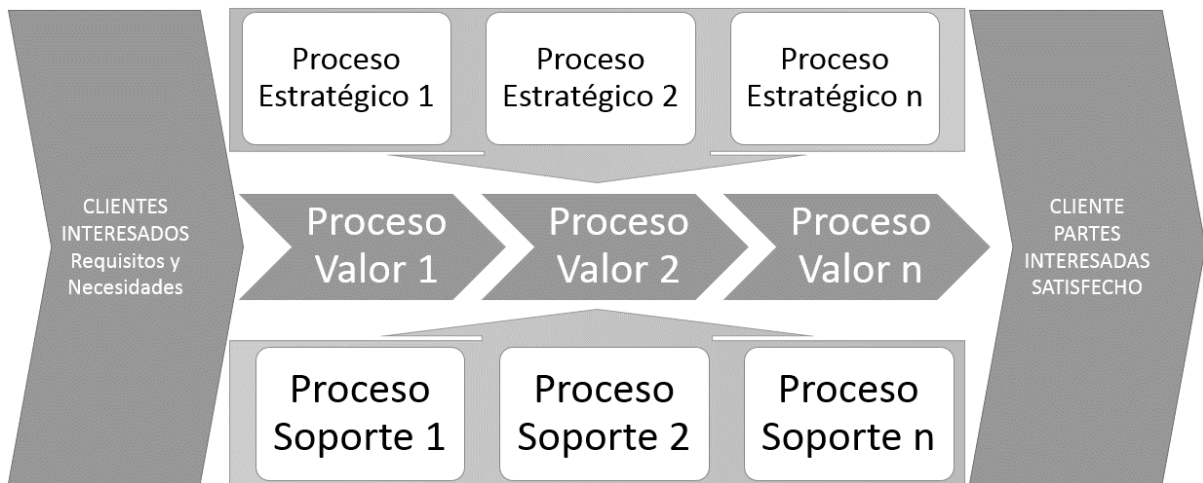 Proceso
Estratégico 1
Proceso
Estratégico 2
Proceso
Estratégico n
CLIENTES
INTERESADOS
Requisitos y
Necesidades
Proceso
Valor 1
Proceso
Valor 2
Proceso
Valor n
CLIENTE
PARTES
INTERESADAS
SATISFECHO
Proceso
Soporte 1
Proceso
Soporte 2
Proceso
Soporte n